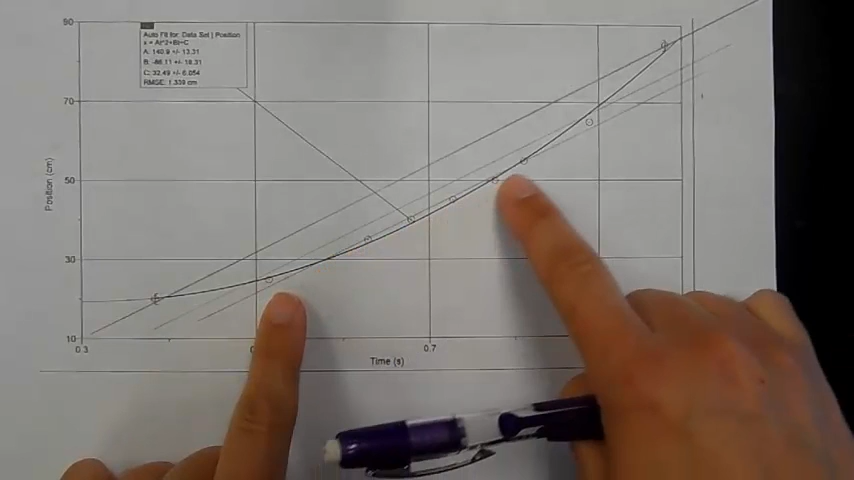 90
Auto Fit for: Data Set | Position
s = At^2+Bt+C
A: 140.9 +/- 13.31
B: -86.11 +/- 18.31
C: 32.49 +/- 6.054
RMSE: 1.339 cm
70
Position (cm)
50
30
10
0.3
0.7
Time (s)